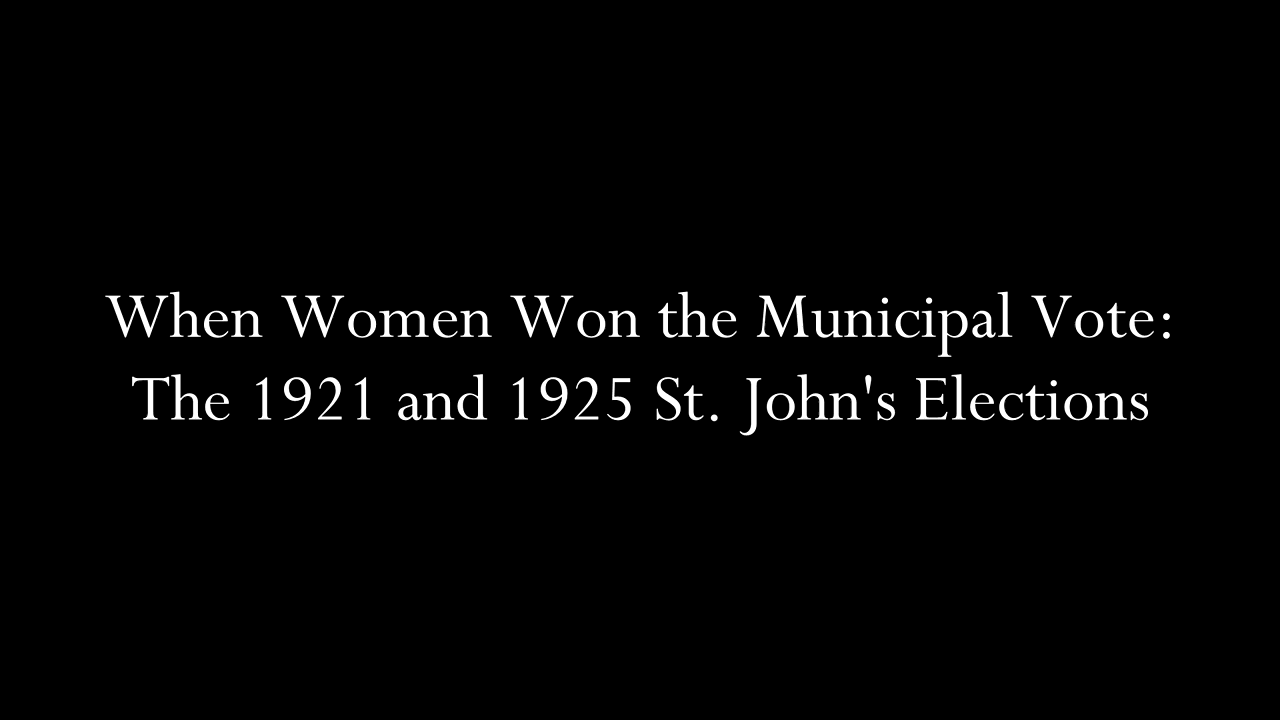 When Women Won the Municipal Vote:
The 1921 and 1925 St. John's Elections